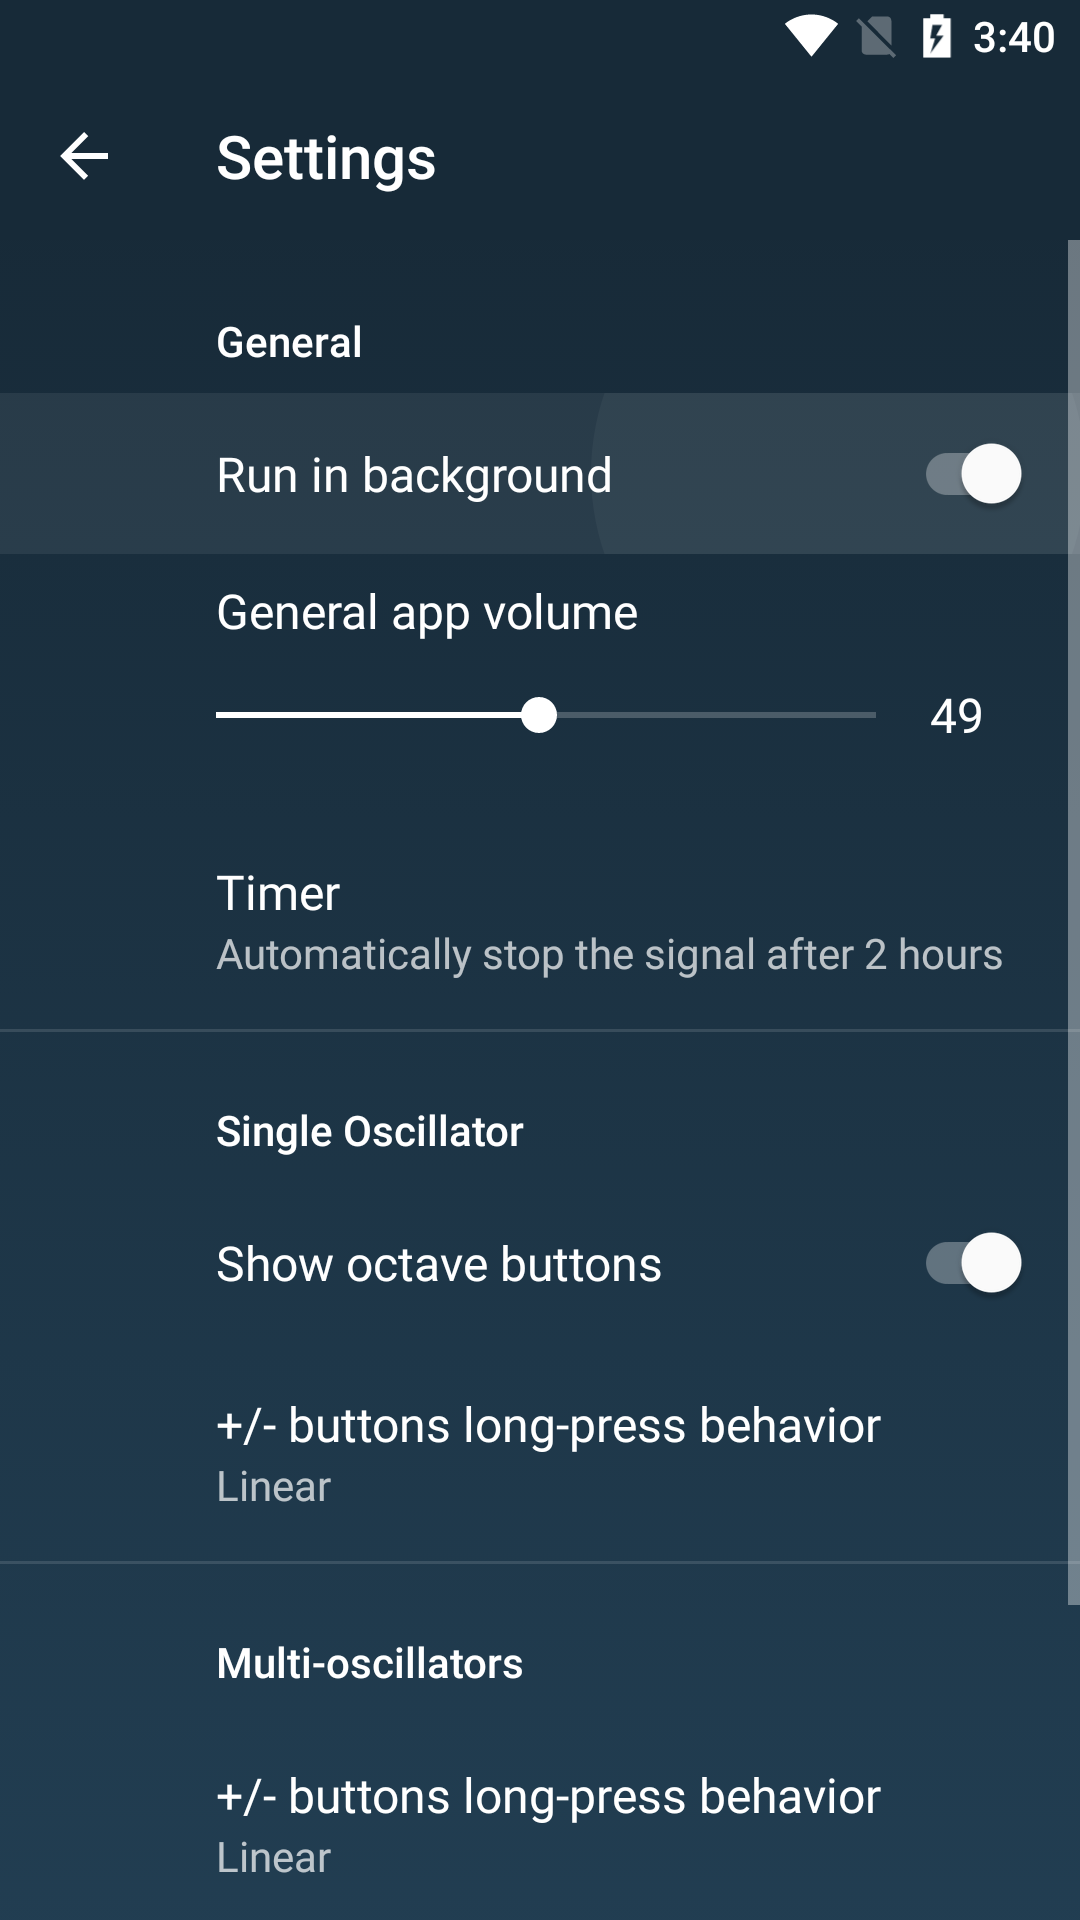 3:40
Settings
General
Run in background
General app volume
49
Timer
Automatically stop the signal after 2 hours
Single Oscillator
Show octave buttons
+/- buttons long-press behavior
Linear
Multi-oscillators
+/- buttons long-press behavior
Linear